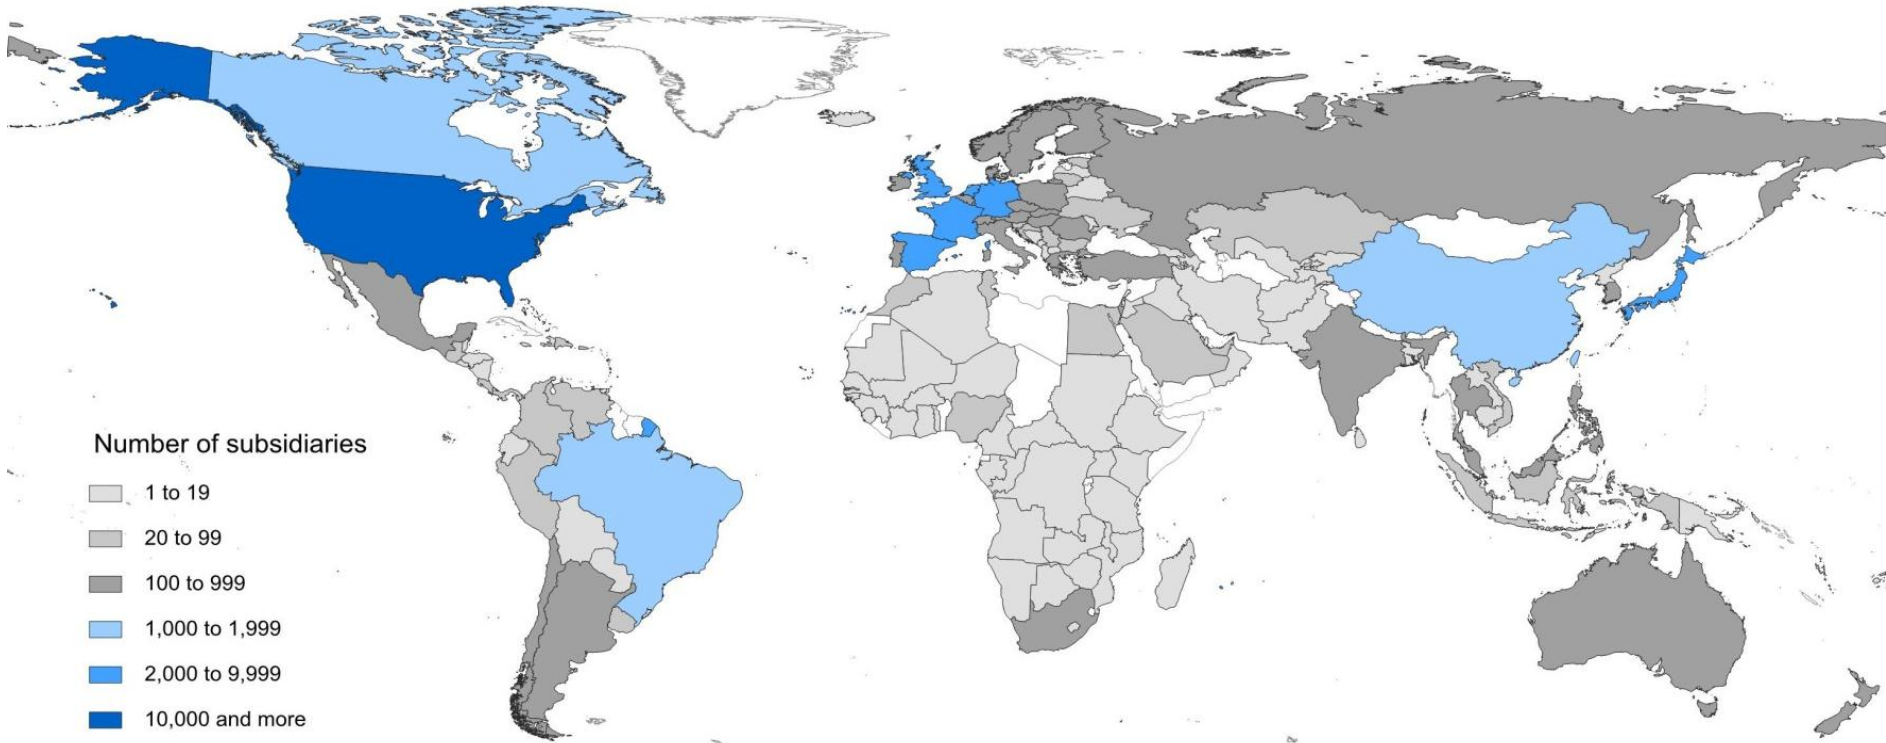 Number of subsidiaries
1 to 19
20 to 99
100 to 999
1,000 to 1,999
2,000 to 9,999
10,000 and more